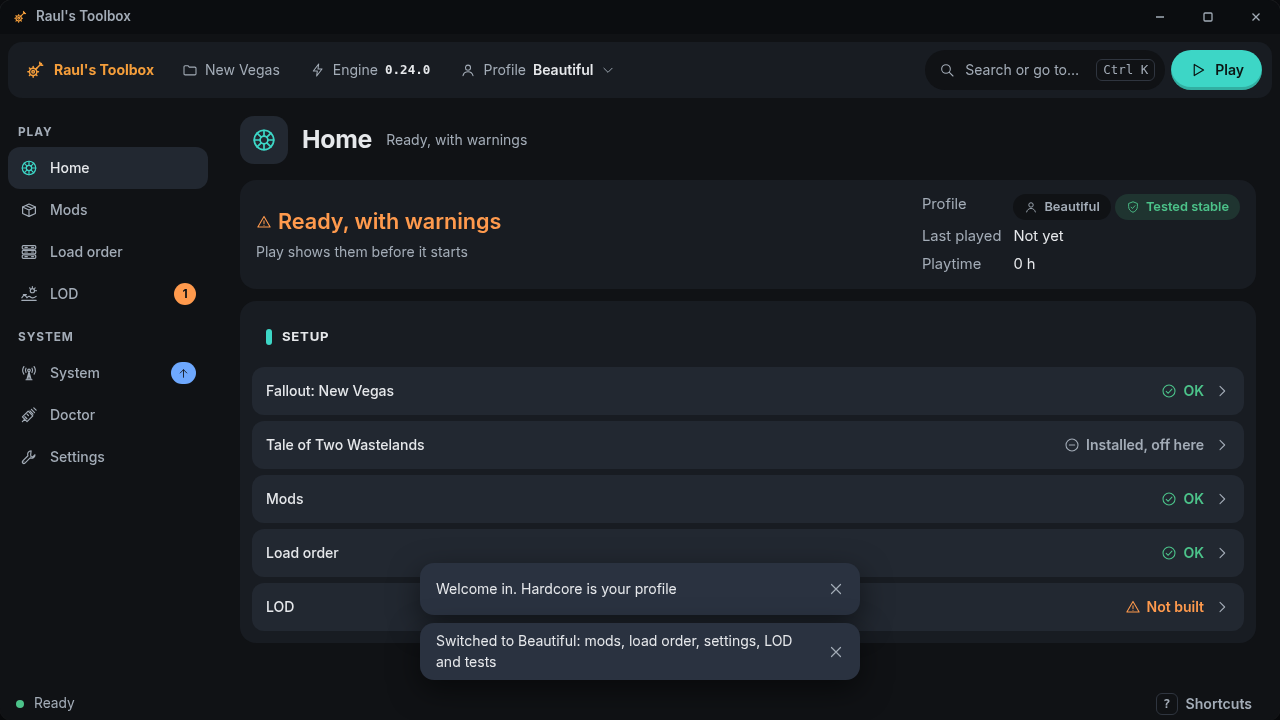 Raul's Toolbox
Raul's Toolbox New Vegas Engine 0.24.0 Profile Beautiful Search or go to... Ctrl K Play
PLAY
Home
Mods
Load order
LOD 1
SYSTEM
System
Doctor
Settings
Home Ready, with warnings
Ready, with warnings
Play shows them before it starts
Profile Beautiful Tested stable
Last played Not yet
Playtime 0 h
SETUP
Fallout: New Vegas OK
Tale of Two Wastelands Installed, off here
Mods OK
Load order OK
LOD Not built
Welcome in. Hardcore is your profile
Switched to Beautiful: mods, load order, settings, LOD
and tests
Ready
? Shortcuts